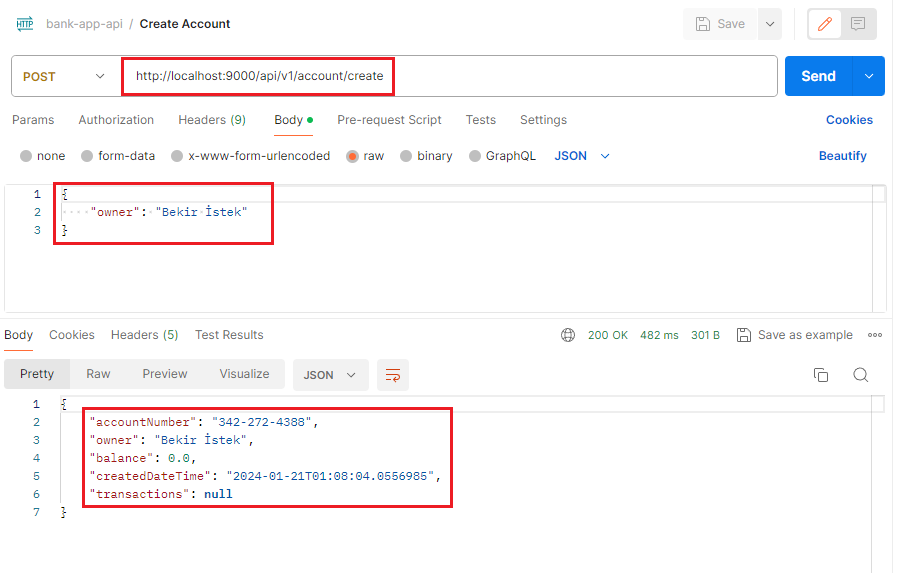 HTTP bank-app-api / Create Account Save
POST http://localhost:9000/api/v1/account/create Send
Params Authorization Headers (9) Body Pre-request Script Tests Settings Cookies
none form-data x-www-form-urlencoded raw binary GraphQL JSON Beautify
1 {
2 ····"owner":·"Bekir·İstek"
3 }
Body Cookies Headers (5) Test Results 200 OK 482 ms 301 B Save as example
Pretty Raw Preview Visualize JSON
1 {
2 "accountNumber": "342-272-4388",
3 "owner": "Bekir İstek",
4 "balance": 0.0,
5 "createdDateTime": "2024-01-21T01:08:04.0556985",
6 "transactions": null
7 }